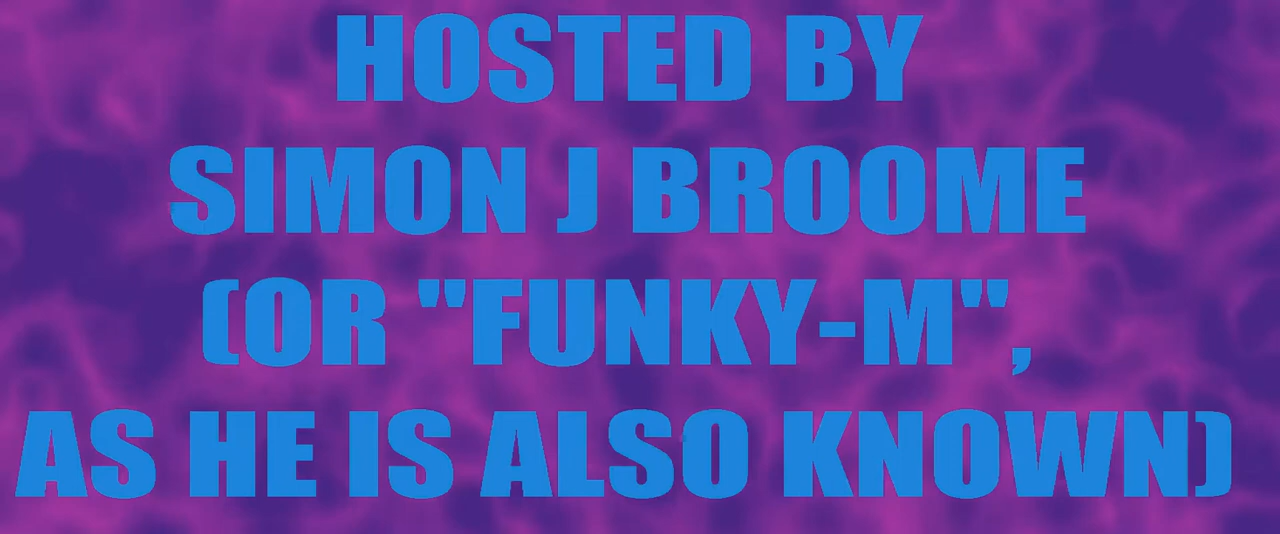 HOSTED BY
SIMON J BROOME
(OR "FUNKY-M",
AS HE IS ALSO KNOWN)